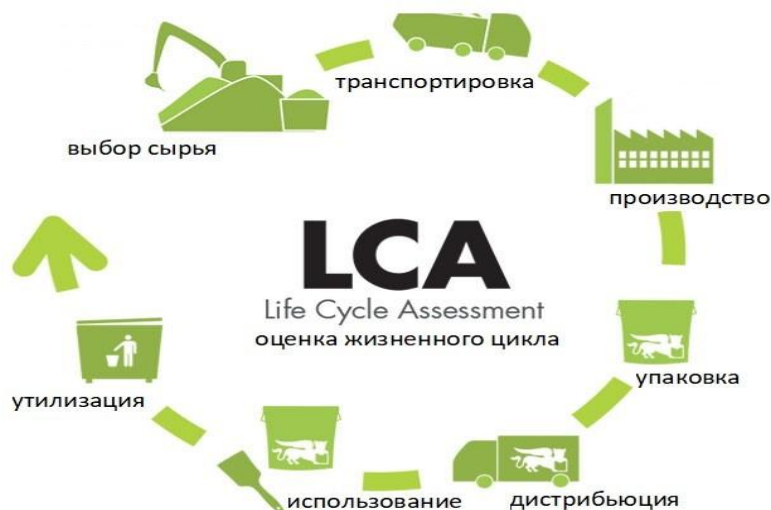 транспортировка
выбор сырья
производство
LCA
Life Cycle Assessment
оценка жизненного цикла
упаковка
утилизация
использование
дистрибьюция